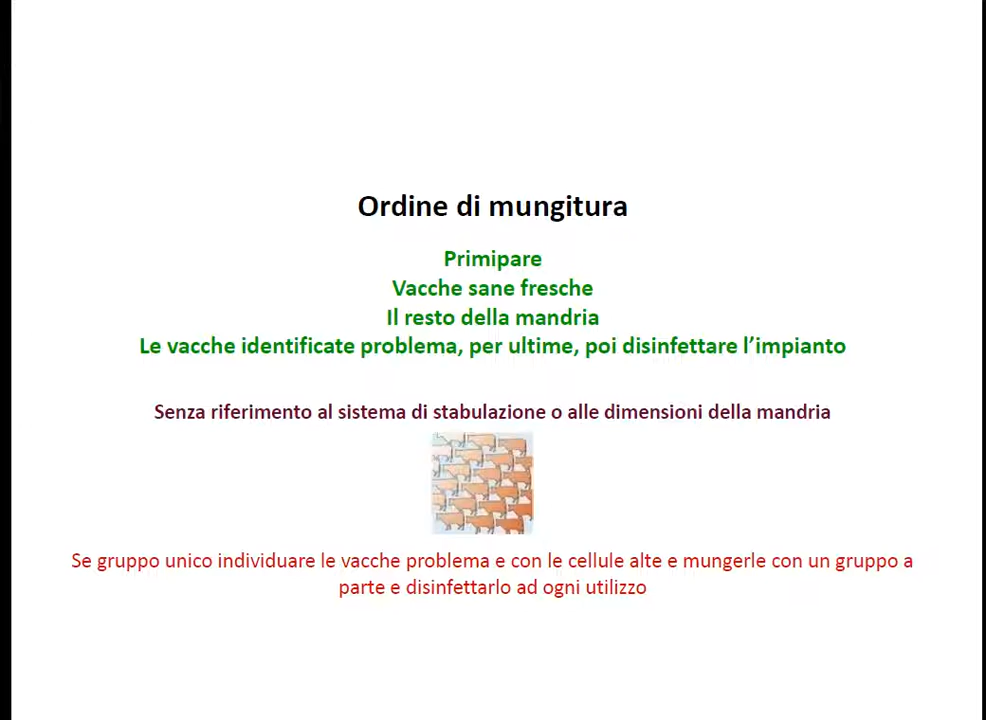 Ordine di mungitura
Primipare
Vacche sane fresche
Il resto della mandria
Le vacche identificate problema, per ultime, poi disinfettare l’impianto
Senza riferimento al sistema di stabulazione o alle dimensioni della mandria
Se gruppo unico individuare le vacche problema e con le cellule alte e mungerle con un gruppo a
parte e disinfettarlo ad ogni utilizzo